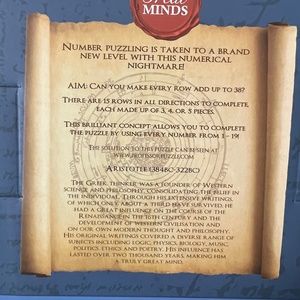 Great
MINDS
NUMBER PUZZLING IS TAKEN TO A BRAND
NEW LEVEL WITH THIS NUMERICAL
NIGHTMARE!
AIM: CAN YOU MAKE EVERY ROW ADD UP TO 38?
THERE ARE 15 ROWS IN ALL DIRECTIONS TO COMPLETE,
EACH MADE UP OF 3, 4, OR 5 PIECES.
THIS BRILLIANT CONCEPT ALLOWS YOU TO COMPLETE
THE PUZZLE BY USING EVERY NUMBER FROM 1 - 19!
THE SOLUTION TO THIS PUZZLE CAN BE SEEN AT
WWW.PROFESSORPUZZLE.COM
ARISTOTLE (384BC-322BC)
THE GREEK THINKER WAS A FOUNDER OF WESTERN
SCIENCE AND PHILOSOPHY, CONSOLIDATING THE BELIEF IN
THE INDIVIDUAL. THROUGH HIS EXTENSIVE WRITINGS,
OF WHICH ONLY ABOUT A THIRD HAVE SURVIVED, HE
HAD A GREAT INFLUENCE ON THE COURSE OF THE
RENAISSANCE IN THE 15TH CENTURY AND THE
DEVELOPMENT OF WESTERN CIVILISATION AND
ON OUR OWN MODERN THOUGHT AND PHILOSOPHY.
HIS ORIGINAL WRITINGS COVERED A DIVERSE RANGE OF
SUBJECTS INCLUDING LOGIC, PHYSICS, BIOLOGY, MUSIC,
POLITICS, ETHICS AND POETRY. HIS INFLUENCE HAS
LASTED OVER TWO THOUSAND YEARS, MAKING HIM
A TRULY GREAT MIND.